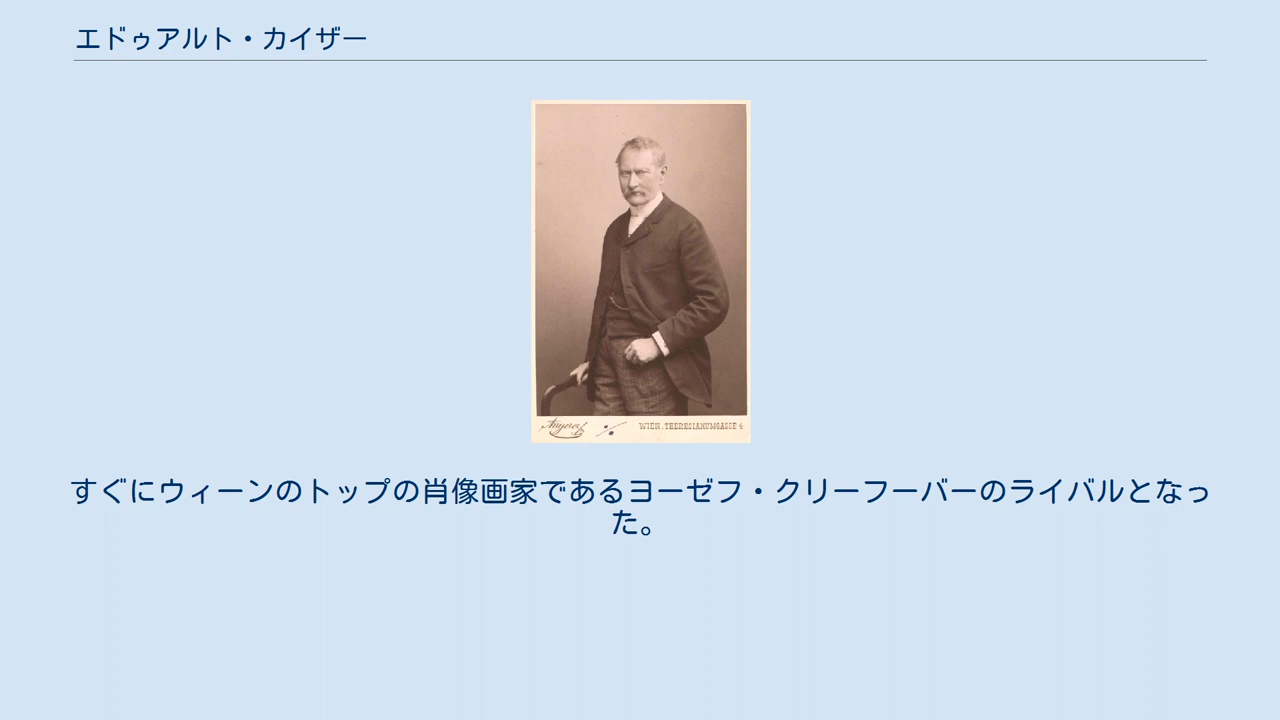 エドゥアルト・カイザー
Angerer
WIEN. THERESIANUMGASSE 4
すぐにウィーンのトップの肖像画家であるヨーゼフ・クリーフーバーのライバルとなっ
た。